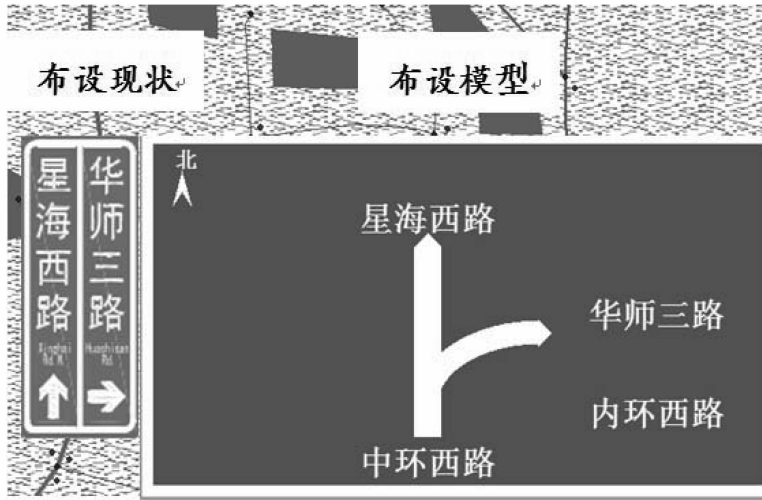 布设现状
布设模型
星海西路
Xinghai
Rd W
华师三路
Huashisan
Rd
北
星海西路
华师三路
内环西路
中环西路